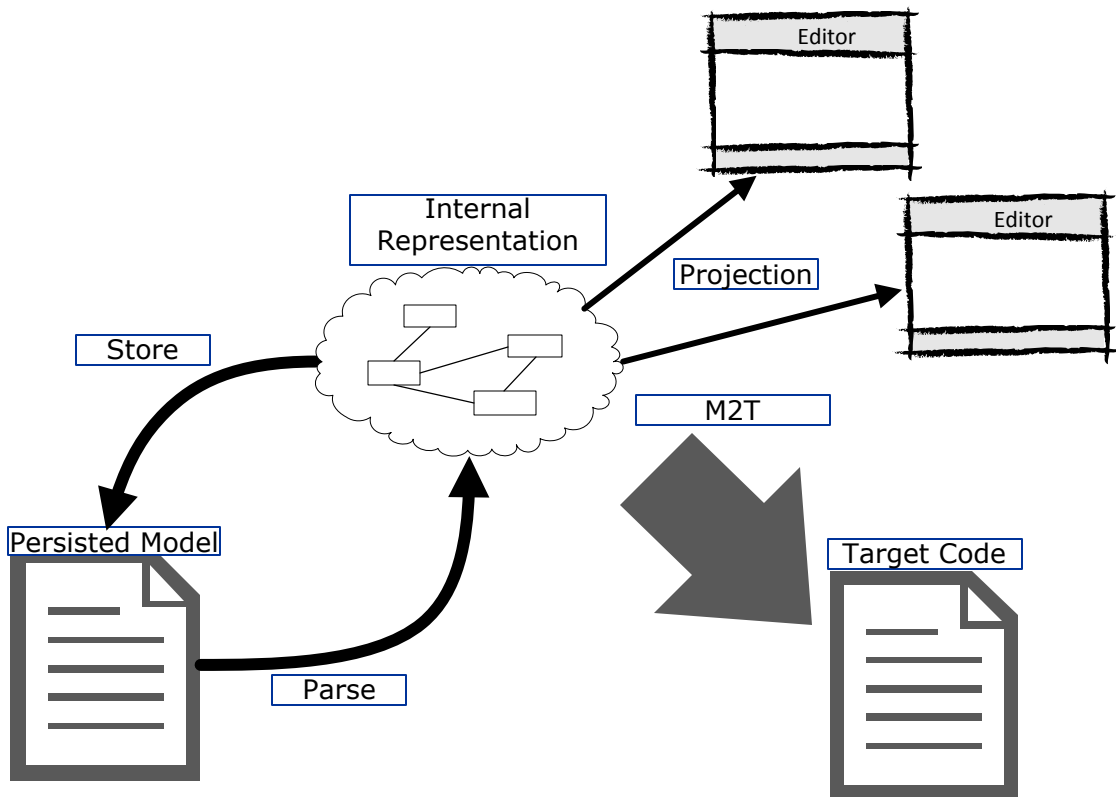 Editor
Internal
Representation
Editor
Projection
Store
M2T
Persisted Model
Target Code
Parse